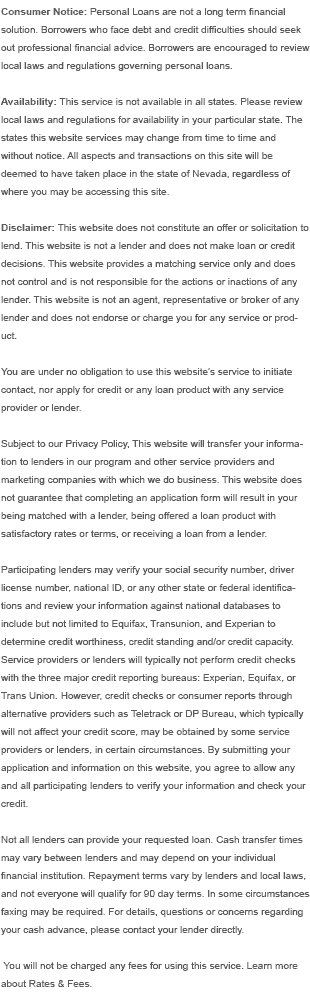 Consumer Notice: Personal Loans are not a long term financial
solution. Borrowers who face debt and credit difficulties should seek
out professional financial advice. Borrowers are encouraged to review
local laws and regulations governing personal loans.
Availability: This service is not available in all states. Please review
local laws and regulations for availability in your particular state. The
states this website services may change from time to time and
without notice. All aspects and transactions on this site will be
deemed to have taken place in the state of Nevada, regardless of
where you may be accessing this site.
Disclaimer: This website does not constitute an offer or solicitation to
lend. This website is not a lender and does not make loan or credit
decisions. This website provides a matching service only and does
not control and is not responsible for the actions or inactions of any
lender. This website is not an agent, representative or broker of any
lender and does not endorse or charge you for any service or prod-
uct.
You are under no obligation to use this website's service to initiate
contact, nor apply for credit or any loan product with any service
provider or lender.
Subject to our Privacy Policy, This website will transfer your informa-
tion to lenders in our program and other service providers and
marketing companies with which we do business. This website does
not guarantee that completing an application form will result in your
being matched with a lender, being offered a loan product with
satisfactory rates or terms, or receiving a loan from a lender.
Participating lenders may verify your social security number, driver
license number, national ID, or any other state or federal identifica-
tions and review your information against national databases to
include but not limited to Equifax, Transunion, and Experian to
determine credit worthiness, credit standing and/or credit capacity.
Service providers or lenders will typically not perform credit checks
with the three major credit reporting bureaus: Experian, Equifax, or
Trans Union. However, credit checks or consumer reports through
alternative providers such as Teletrack or DP Bureau, which typically
will not affect your credit score, may be obtained by some service
providers or lenders, in certain circumstances. By submitting your
application and information on this website, you agree to allow any
and all participating lenders to verify your information and check your
credit.
Not all lenders can provide your requested loan. Cash transfer times
may vary between lenders and may depend on your individual
financial institution. Repayment terms vary by lenders and local laws,
and not everyone will qualify for 90 day terms. In some circumstances
faxing may be required. For details, questions or concerns regarding
your cash advance, please contact your lender directly.
You will not be charged any fees for using this service. Learn more
about Rates & Fees.